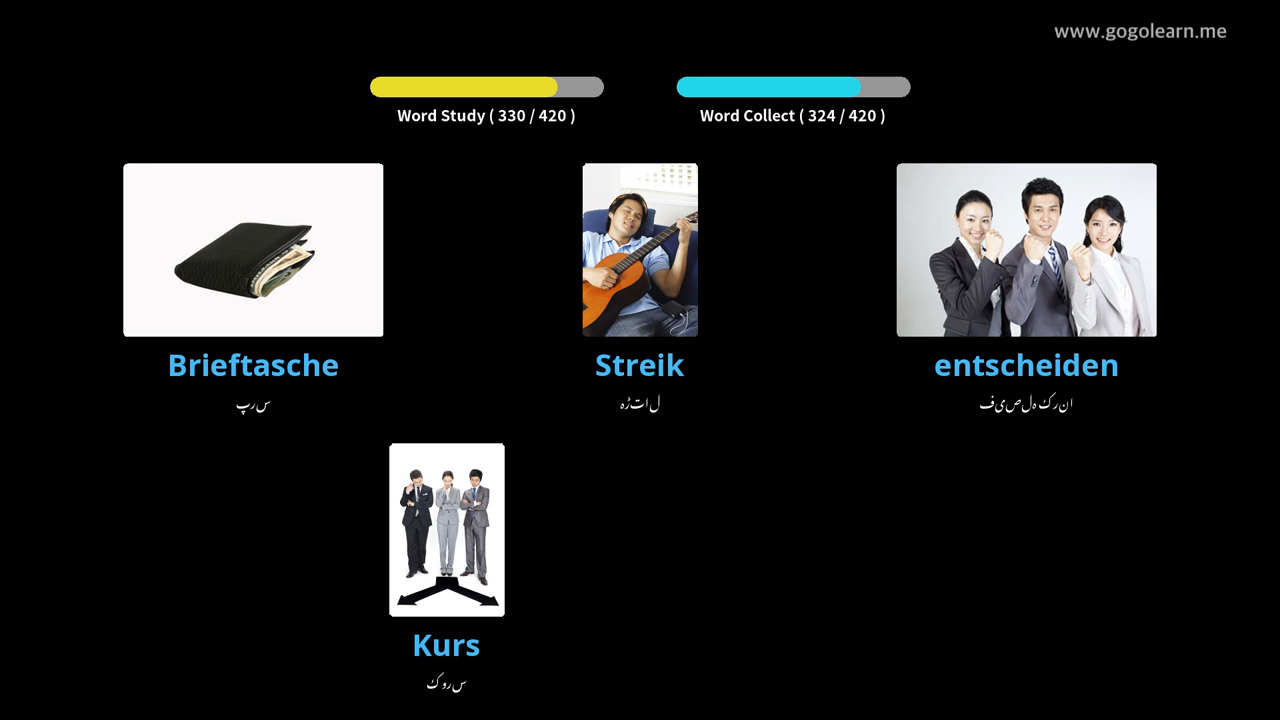 www.gogolearn.me
Word Study ( 330 / 420 )
Word Collect ( 324 / 420 )
Brieftasche
پرس
Streik
ہڑتال
entscheiden
فیصلہ کرنا
Kurs
کورس